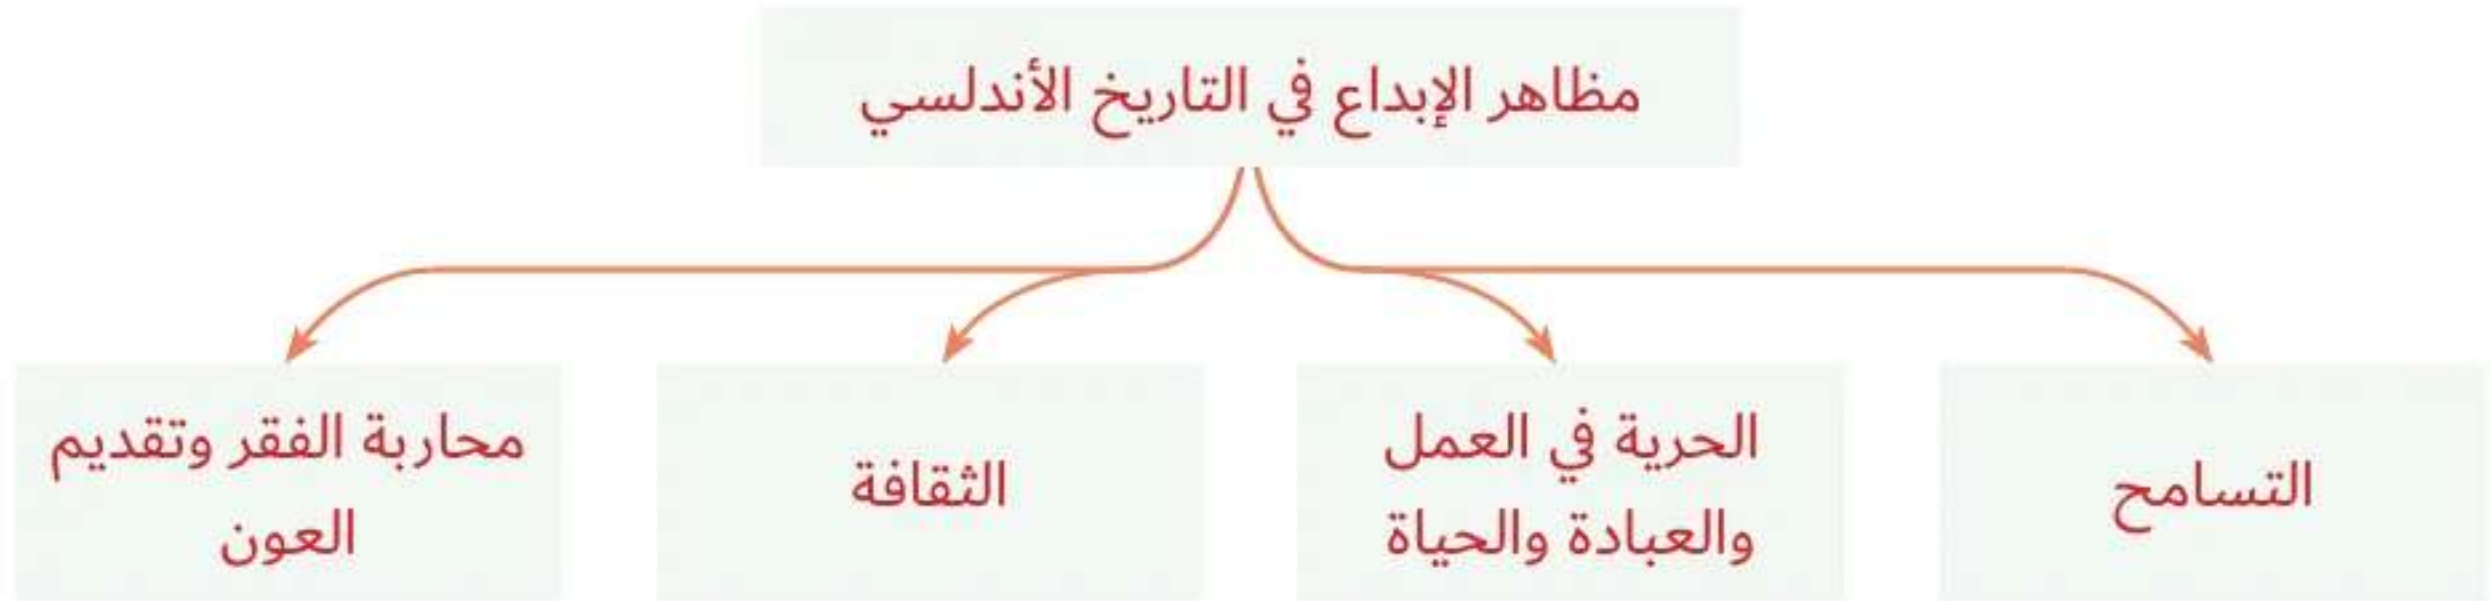 مظاهر الإبداع في التاريخ الأندلسي
التسامح
الحرية في العمل
والعبادة والحياة
الثقافة
محاربة الفقر وتقديم
العون